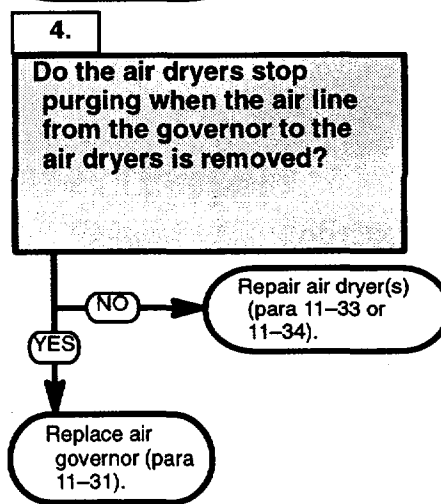 4.
Do the air dryers stop
purging when the air line
from the governor to the
air dryers is removed?
NO
Repair air dryer(s)
(para 11–33 or
11–34).
YES
Replace air
governor (para
11–31).